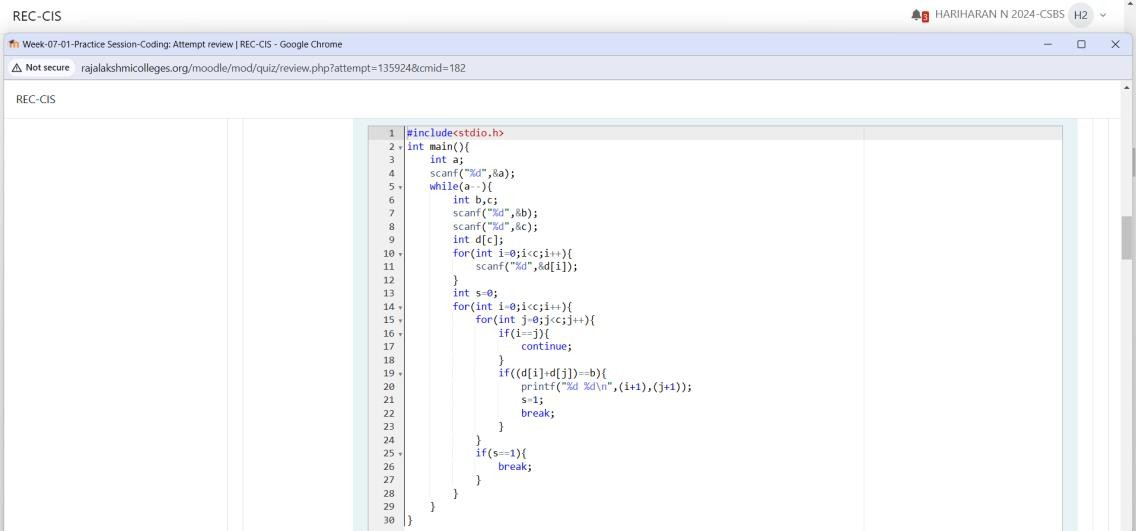 REC-CIS
3 HARIHARAN N 2024-CSBS H2
Week-07-01-Practice Session-Coding: Attempt review | REC-CIS - Google Chrome
Not secure rajalakshmicolleges.org/moodle/mod/quiz/review.php?attempt=135924&cmid=182
REC-CIS
1 #include<stdio.h>
2 int main(){
3 int a;
4 scanf("%d",&a);
5 while(a--){
6 int b,c;
7 scanf("%d",&b);
8 scanf("%d",&c);
9 int d[c];
10 for(int i=0;i<c;i++){
11 scanf("%d",&d[i]);
12 }
13 int s=0;
14 for(int i=0;i<c;i++){
15 for(int j=0;j<c;j++){
16 if(i==j){
17 continue;
18 }
19 if((d[i]+d[j])==b){
20 printf("%d %d\n",(i+1),(j+1));
21 s=1;
22 break;
23 }
24 }
25 if(s==1){
26 break;
27 }
28 }
29 }
30 }